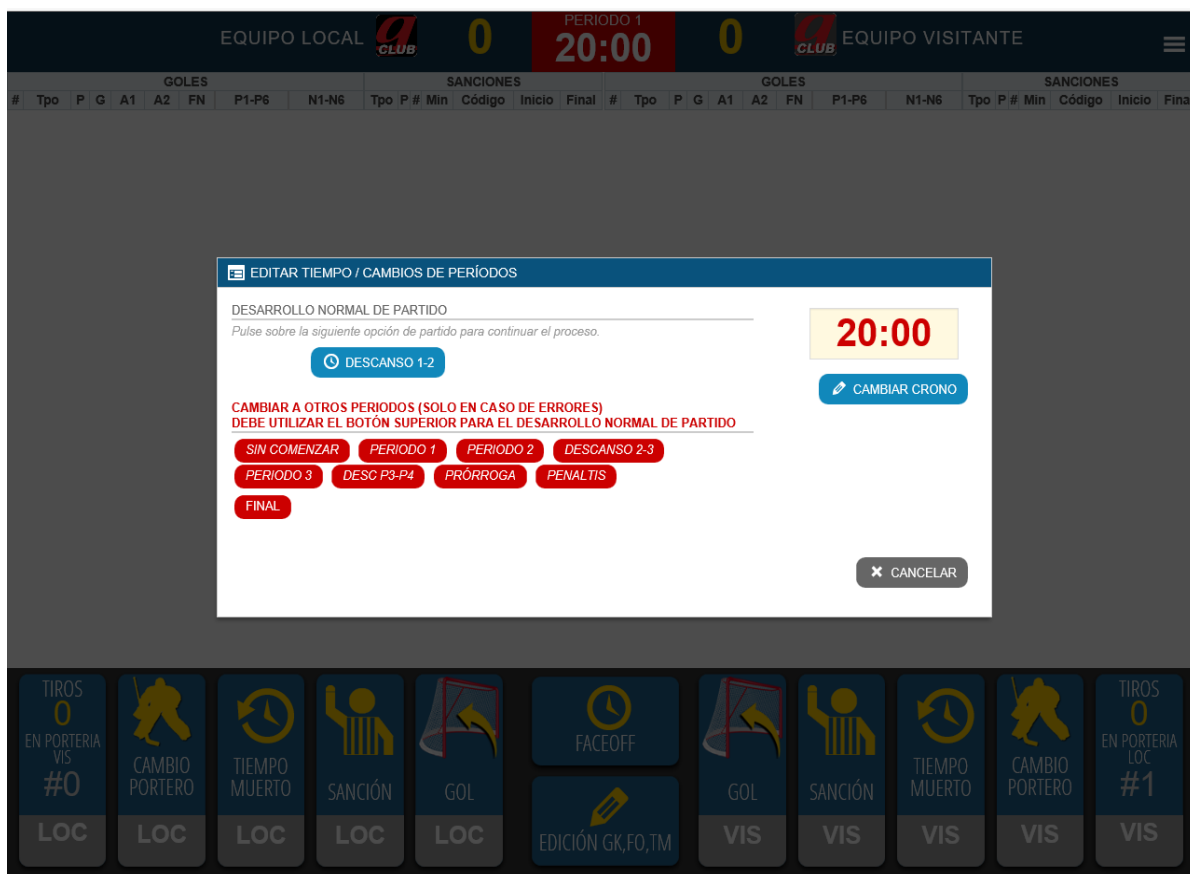 EQUIPO LOCAL a CLUB 0 PERIODO 1 0 a CLUB EQUIPO VISITANTE
20:00
GOLES SANCIONES GOLES SANCIONES
# Tpo P G A1 A2 FN P1-P6 N1-N6 Tpo P # Min Código Inicio Final # Tpo P G A1 A2 FN P1-P6 N1-N6 Tpo P # Min Código Inicio Fina
EDITAR TIEMPO / CAMBIOS DE PERÍODOS
DESARROLLO NORMAL DE PARTIDO
Pulse sobre la siguiente opción de partido para continuar el proceso.
20:00
DESCANSO 1-2
CAMBIAR CRONO
CAMBIAR A OTROS PERIODOS (SOLO EN CASO DE ERRORES)
DEBE UTILIZAR EL BOTÓN SUPERIOR PARA EL DESARROLLO NORMAL DE PARTIDO
SIN COMENZAR PERIODO 1 PERIODO 2 DESCANSO 2-3
PERIODO 3 DESC P3-P4 PRÓRROGA PENALTIS
FINAL
CANCELAR
TIROS
0
EN PORTERIA
VIS
#0
LOC
CAMBIO
PORTERO
LOC
TIEMPO
MUERTO
LOC
SANCIÓN
LOC
GOL
LOC
FACEOFF
EDICIÓN GK,FO,TM
GOL
VIS
SANCIÓN
VIS
TIEMPO
MUERTO
VIS
CAMBIO
PORTERO
VIS
TIROS
0
EN PORTERIA
LOC
#1
VIS